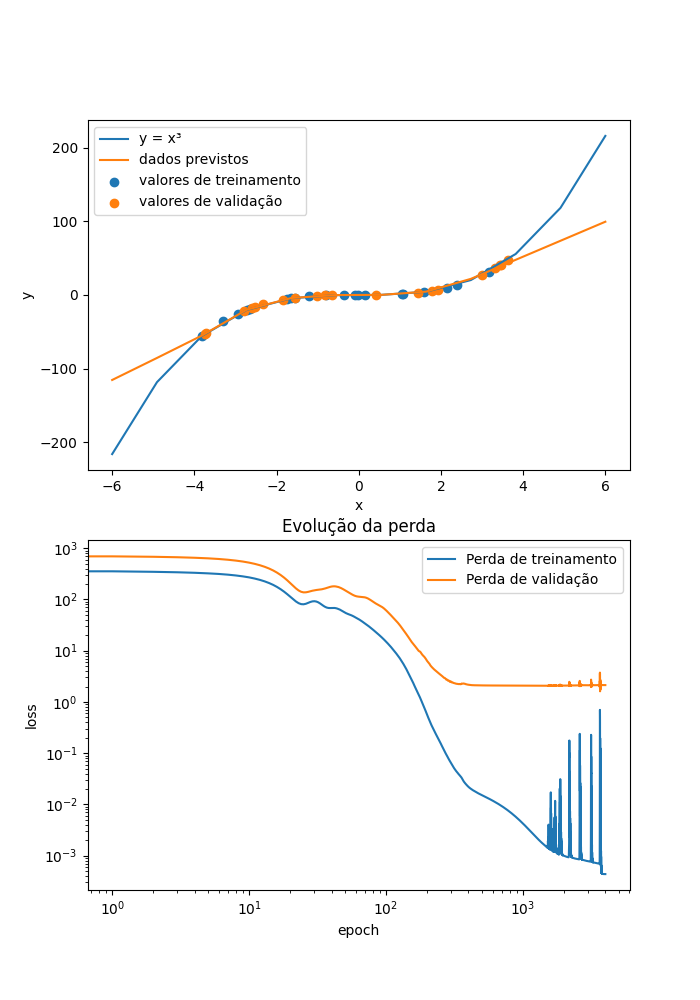 y = x³
dados previstos
valores de treinamento
valores de validação
200
100
0
−100
−200
y
−6 −4 −2 0 2 4 6
x
Evolução da perda
Perda de treinamento
Perda de validação
10³
10²
10¹
10⁰
10⁻¹
10⁻²
10⁻³
loss
10⁰ 10¹ 10² 10³
epoch